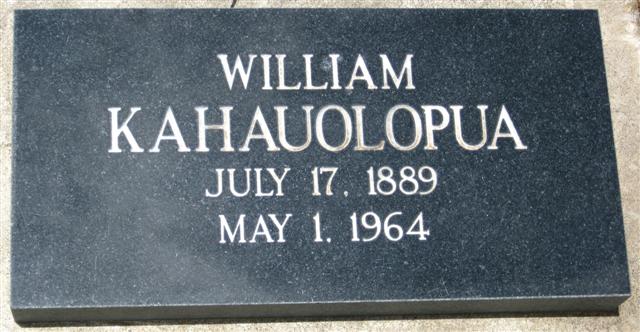 WILLIAM
KAHAUOLOPUA
JULY 17, 1889
MAY 1, 1964